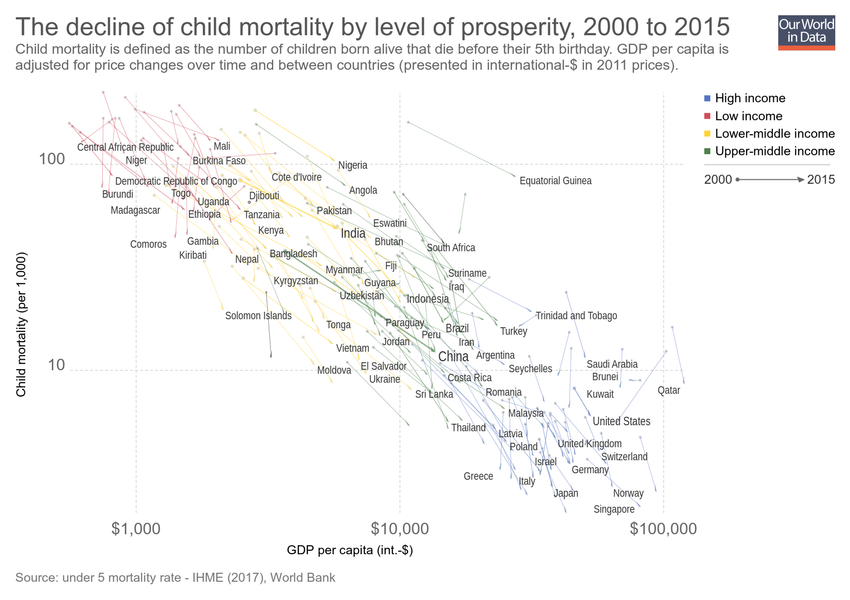 The decline of child mortality by level of prosperity, 2000 to 2015
Child mortality is defined as the number of children born alive that die before their 5th birthday. GDP per capita is
adjusted for price changes over time and between countries (presented in international-$ in 2011 prices).
Our World
in Data
High income
Low income
Lower-middle income
Upper-middle income
2000
2015
Child mortality (per 1,000)
100
10
Central African Republic
Mali
Niger
Burkina Faso
Nigeria
Democratic Republic of Congo
Cote d'Ivoire
Equatorial Guinea
Burundi
Togo
Djibouti
Angola
Uganda
Madagascar
Ethiopia
Tanzania
Pakistan
Eswatini
Kenya
India
Comoros
Gambia
Bhutan
South Africa
Kiribati
Nepal
Bangladesh
Myanmar
Fiji
Suriname
Kyrgyzstan
Guyana
Iraq
Uzbekistan
Indonesia
Solomon Islands
Trinidad and Tobago
Tonga
Paraguay
Brazil
Turkey
Peru
Vietnam
Jordan
Iran
China
Argentina
Moldova
El Salvador
Seychelles
Saudi Arabia
Ukraine
Costa Rica
Brunei
Sri Lanka
Romania
Kuwait
Qatar
Malaysia
United States
Thailand
Latvia
Poland
United Kingdom
Israel
Switzerland
Germany
Greece
Italy
Japan
Norway
Singapore
$1,000
$10,000
$100,000
GDP per capita (int.-$)
Source: under 5 mortality rate - IHME (2017), World Bank